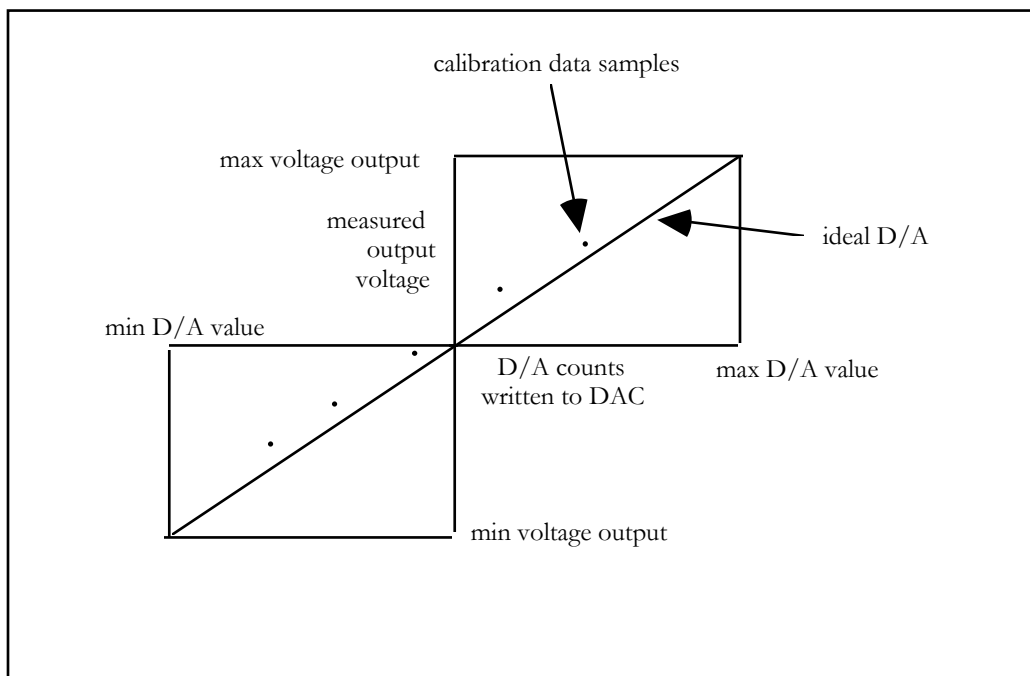 calibration data samples
max voltage output
measured
output
voltage
ideal D/A
min D/A value
D/A counts
written to DAC
max D/A value
min voltage output